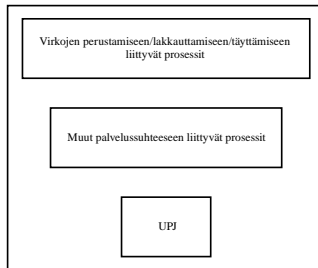 Virkojen perustamiseen/lakkauttamiseen/täyttämiseen
liittyvät prosessit
Muut palvelussuhteeseen liittyvät prosessit
UPJ